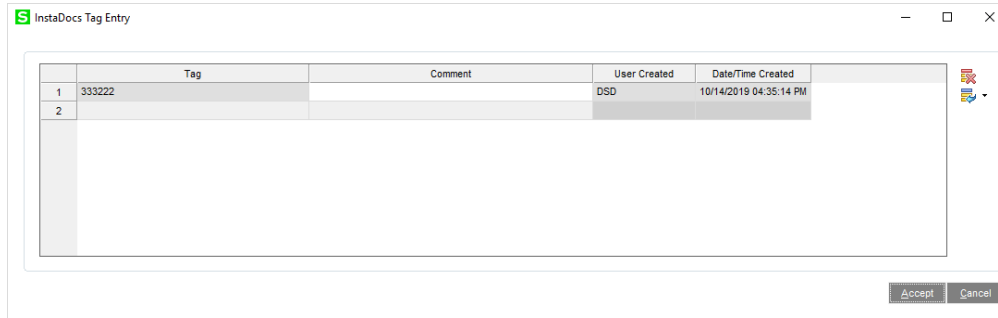 S InstaDocs Tag Entry
Tag Comment User Created Date/Time Created
1 333222 DSD 10/14/2019 04:35:14 PM
2
Accept Cancel